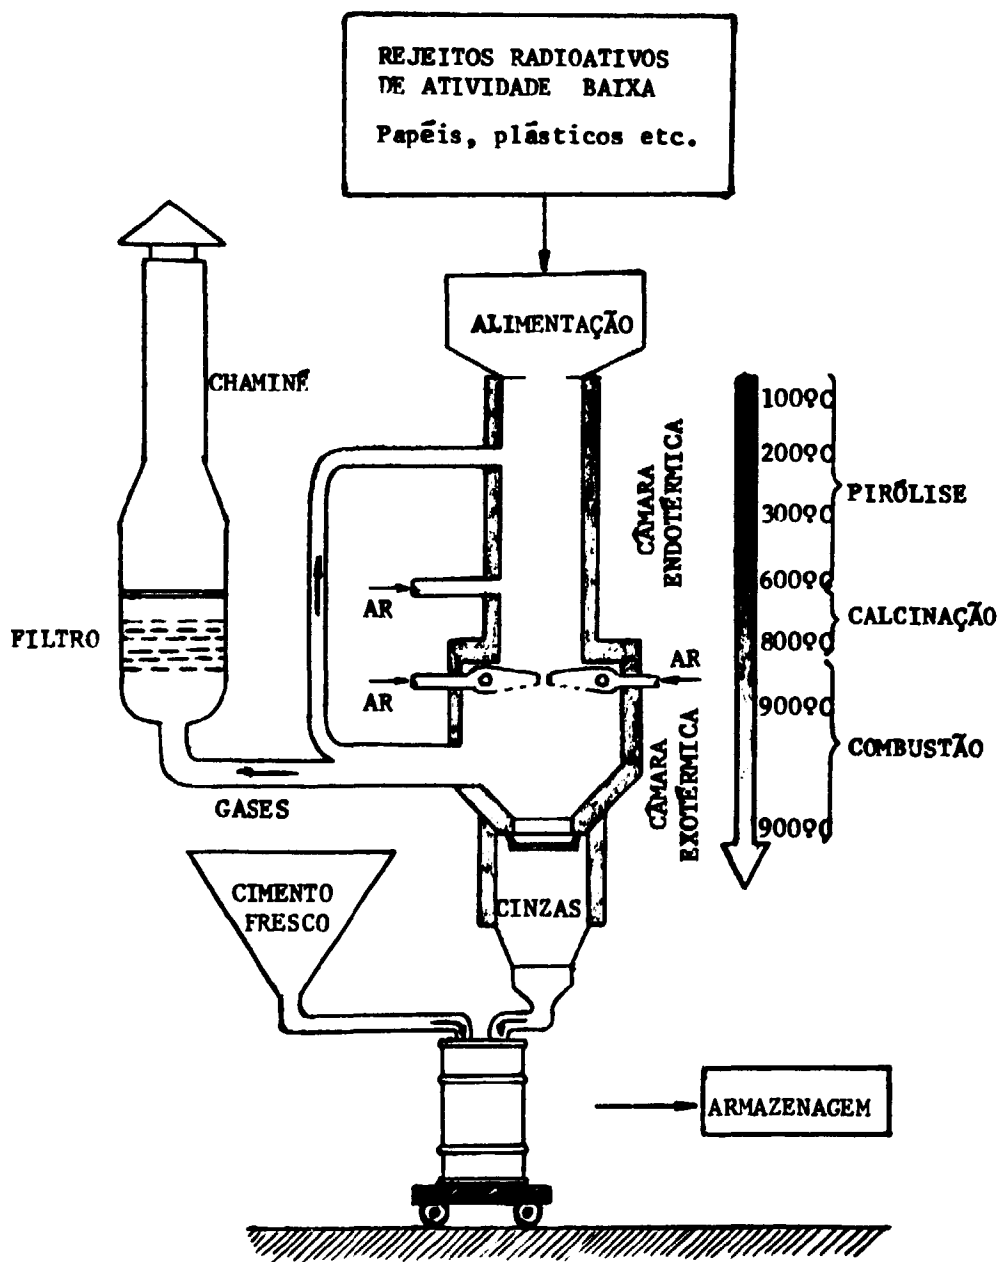 REJEITOS RADIOATIVOS
DE ATIVIDADE BAIXA
Papéis, plásticos etc.
ALIMENTAÇÃO
CHAMINÉ
100ºC
200ºC
PIRÓLISE
300ºC
CÂMARA
ENDOTÉRMICA
600ºC
AR
CALCINAÇÃO
FILTRO
800ºC
AR
AR
900ºC
COMBUSTÃO
CÂMARA
EXOTÉRMICA
GASES
900ºC
CIMENTO
FRESCO
CINZAS
ARMAZENAGEM